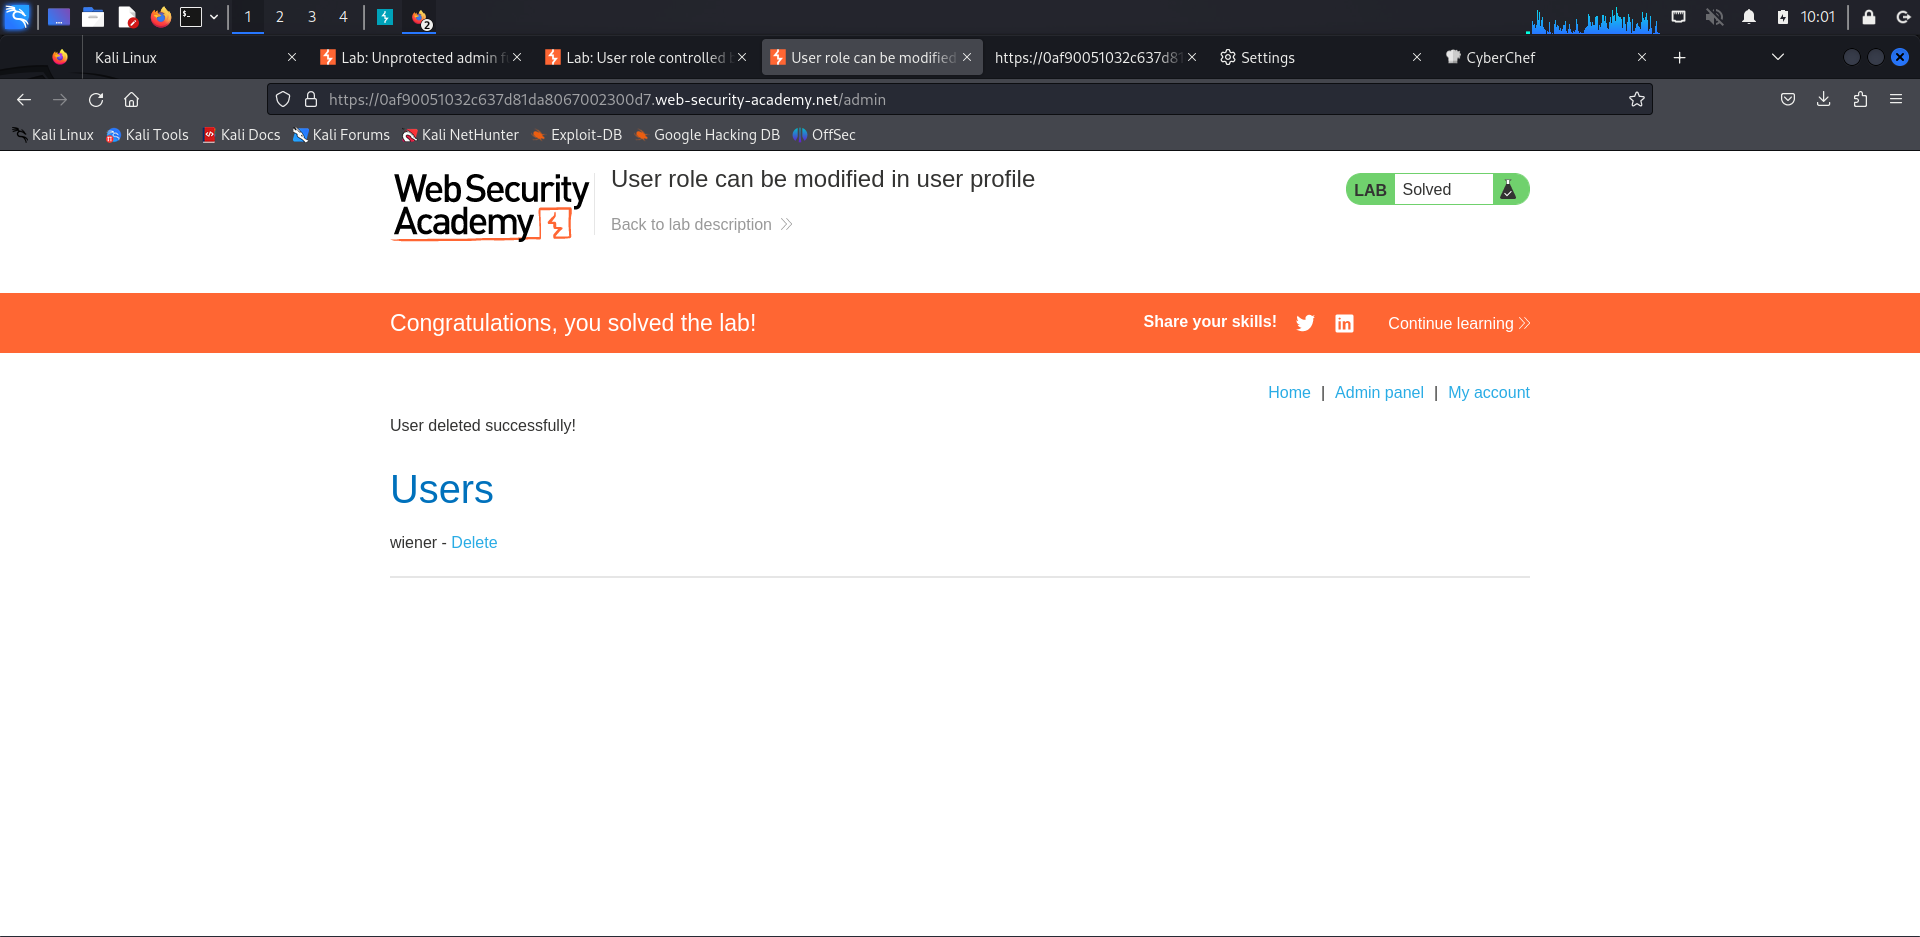 1 2 3 4 2 10:01
Kali Linux Lab: Unprotected admin f Lab: User role controlled User role can be modified https://0af90051032c637d81 Settings CyberChef
https://0af90051032c637d81da8067002300d7.web-security-academy.net/admin
Kali Linux Kali Tools Kali Docs Kali Forums Kali NetHunter Exploit-DB Google Hacking DB OffSec
Web Security
Academy
User role can be modified in user profile
Back to lab description
LAB Solved
Congratulations, you solved the lab! Share your skills! Continue learning
Home | Admin panel | My account
User deleted successfully!
Users
wiener - Delete